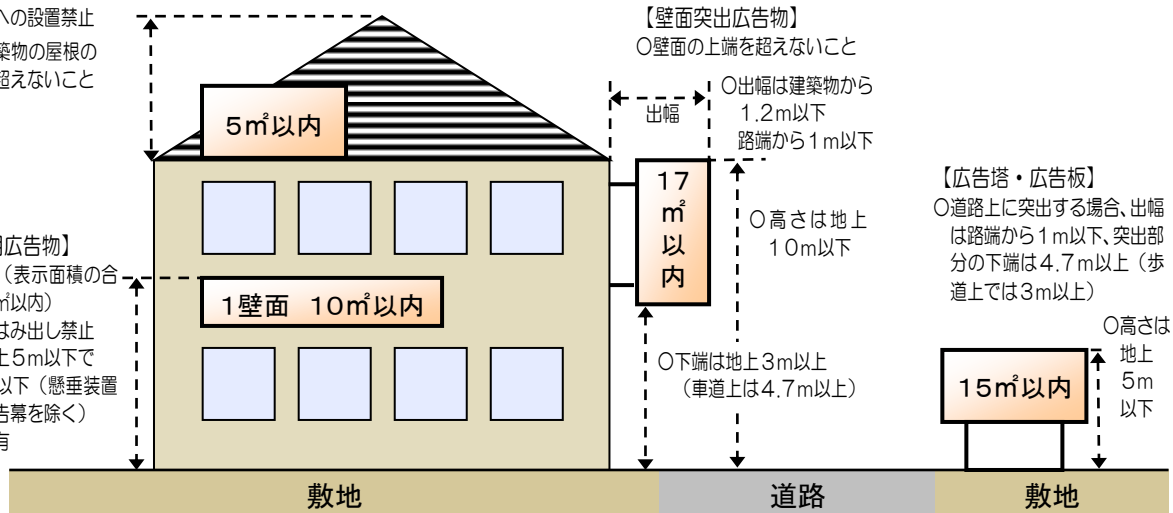 への設置禁止
築物の屋根の
超えないこと
5㎡以内
用広告物】
（表示面積の合
㎡以内）
はみ出し禁止
上5m以下で
以下（懸垂装置
告幕を除く）
有
1壁面 10㎡以内
【壁面突出広告物】
○壁面の上端を超えないこと
出幅
○出幅は建築物から
1.2m以下
路端から1m以下
17㎡以内
○高さは地上
10m以下
○下端は地上3m以上
（車道上は4.7m以上）
【広告塔・広告板】
○道路上に突出する場合、出幅
は路端から1m以下、突出部
分の下端は4.7m以上（歩
道上では3m以上）
○高さは
地上
5m
以下
15㎡以内
敷地
道路
敷地